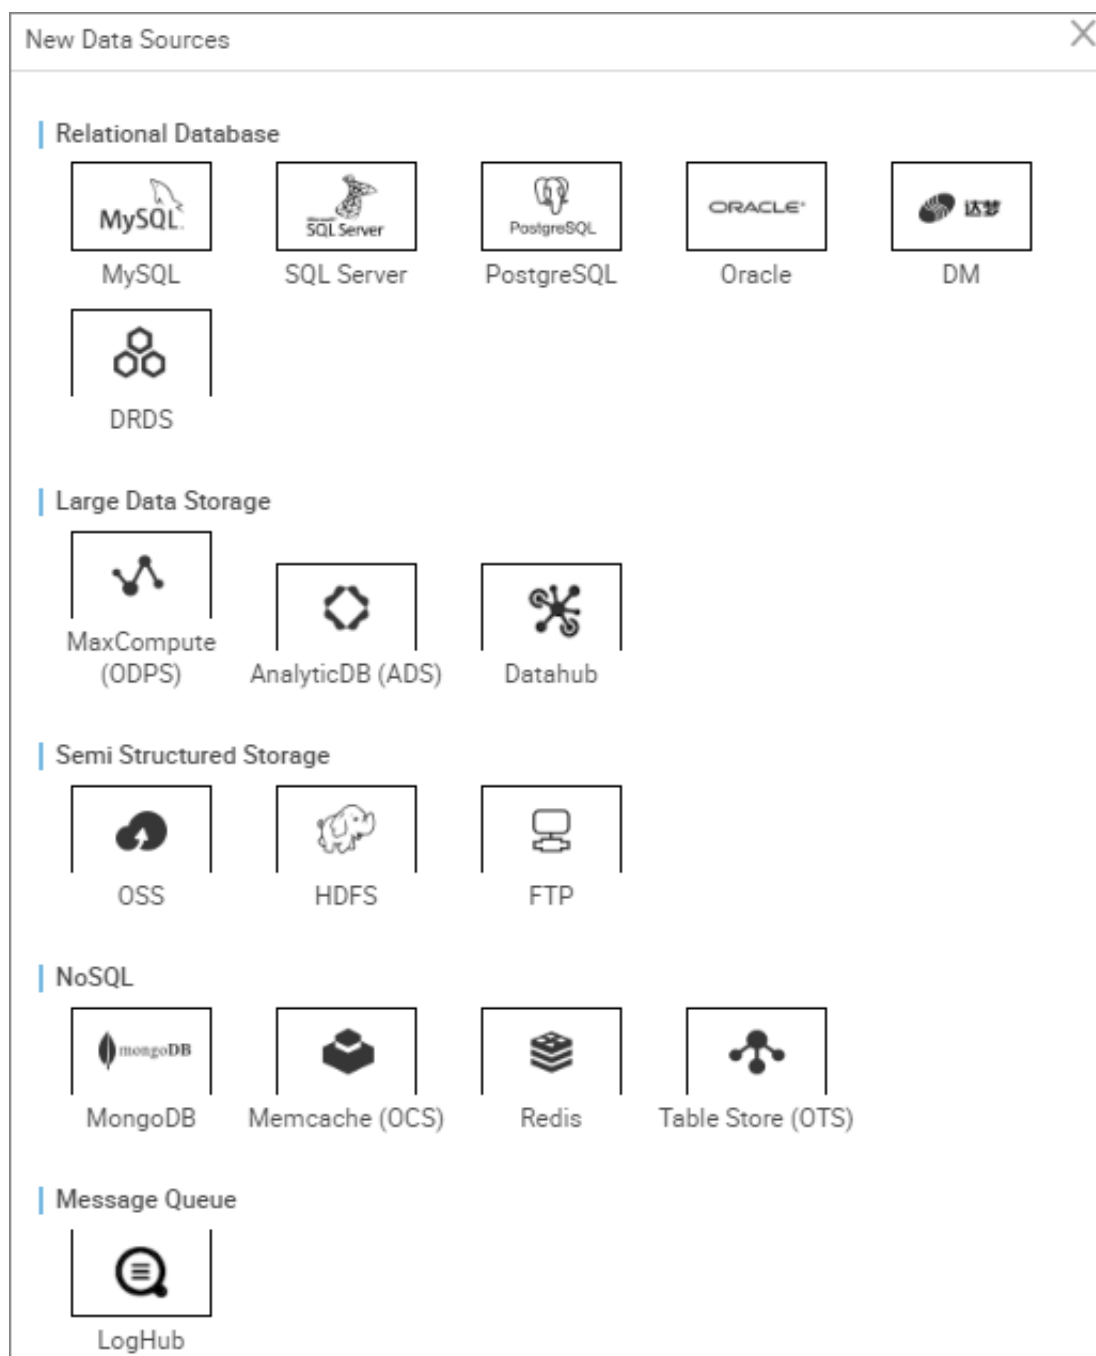 New Data Sources
Relational Database
MySQL.
Microsoft
SQL Server
PostgreSQL
ORACLE
达梦
MySQL
SQL Server
PostgreSQL
Oracle
DM
DRDS
Large Data Storage
MaxCompute
(ODPS)
AnalyticDB (ADS)
Datahub
Semi Structured Storage
OSS
HDFS
FTP
NoSQL
mongoDB
MongoDB
Memcache (OCS)
Redis
Table Store (OTS)
Message Queue
LogHub